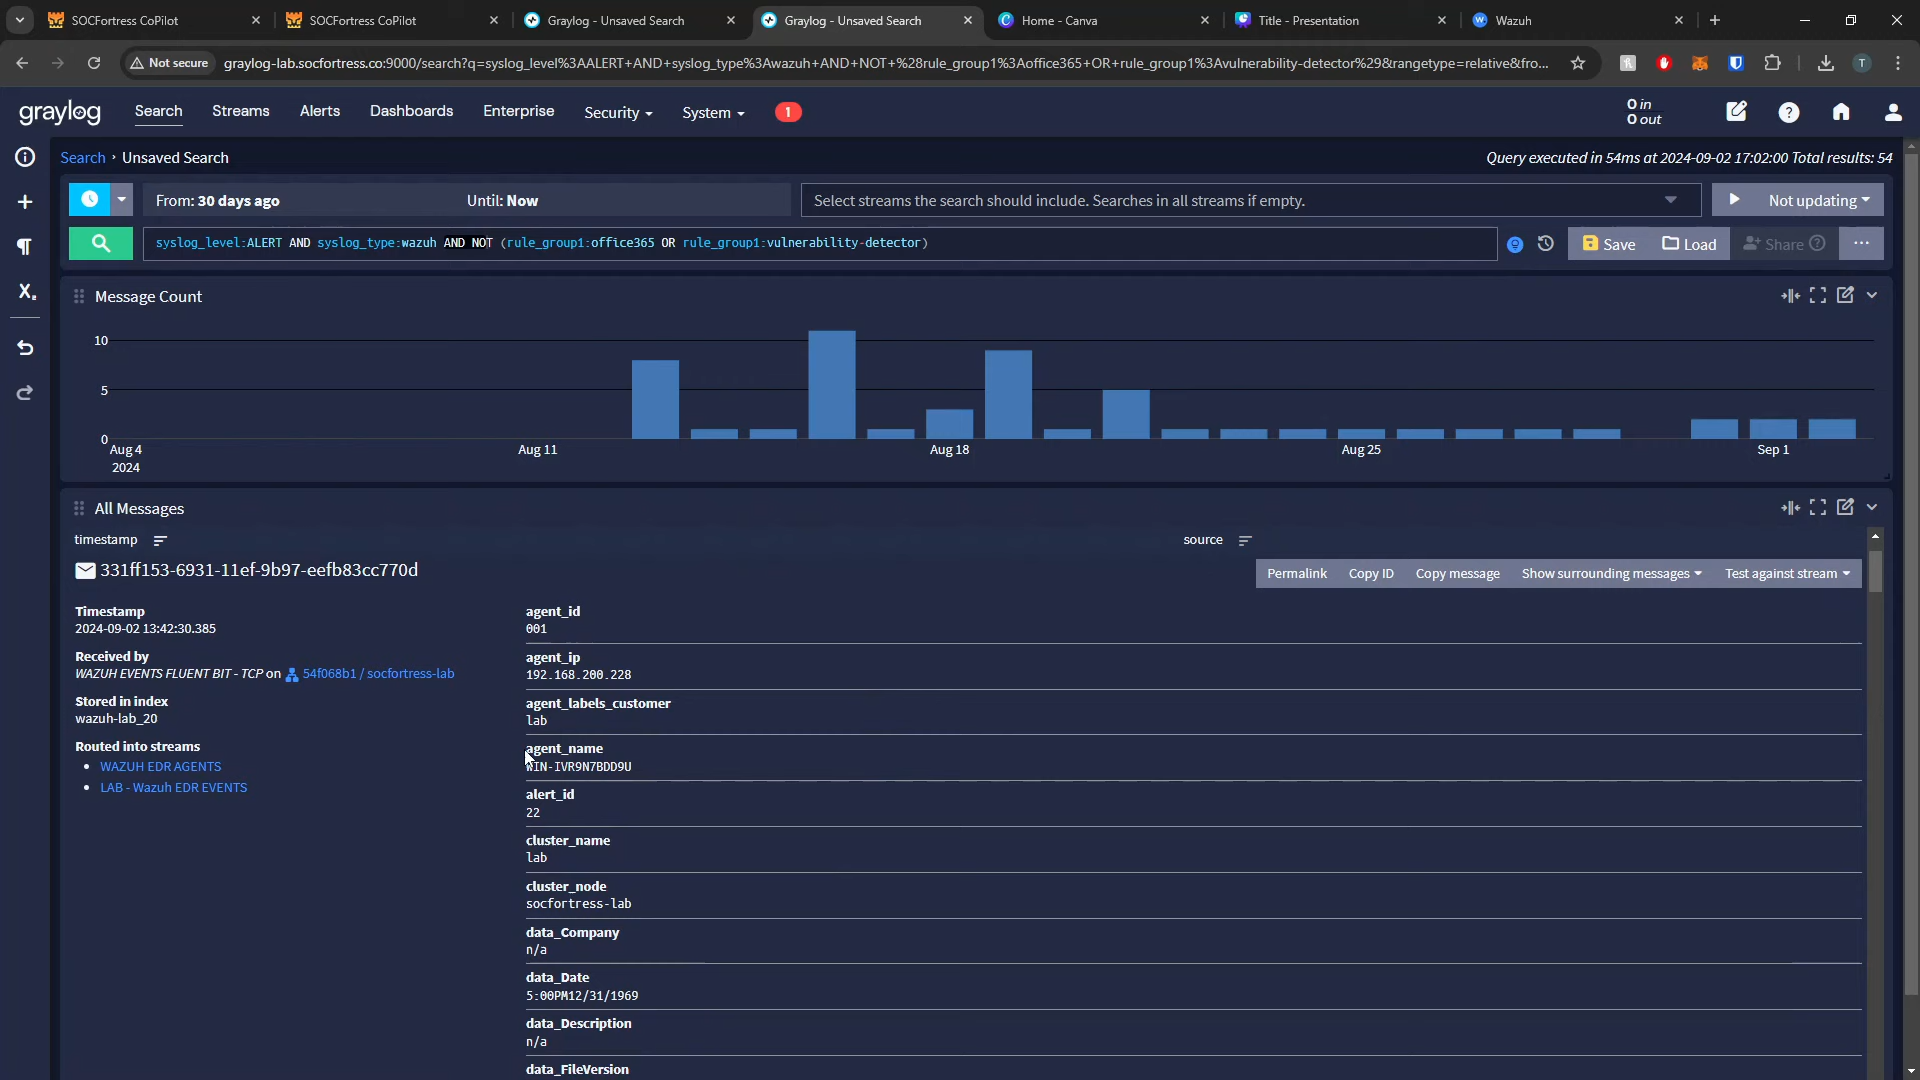 SOCFortress CoPilot
SOCFortress CoPilot
Graylog - Unsaved Search
Graylog - Unsaved Search
Home - Canva
Title - Presentation
Wazuh
Not secure
graylog-lab.socfortress.co:9000/search?q=syslog_level%3AALERT+AND+syslog_type%3Awazuh+AND+NOT+%28rule_group1%3Aoffice365+OR+rule_group1%3Avulnerability-detector%29&rangetype=relative&fro...
T
graylog
Search
Streams
Alerts
Dashboards
Enterprise
Security
System
1
0 in
0 out
Search › Unsaved Search
Query executed in 54ms at 2024-09-02 17:02:00 Total results: 54
From: 30 days ago
Until: Now
Select streams the search should include. Searches in all streams if empty.
Not updating
syslog_level:ALERT AND syslog_type:wazuh AND NOT (rule_group1:office365 OR rule_group1:vulnerability-detector)
Save
Load
Share
Message Count
10
5
0
Aug 4
2024
Aug 11
Aug 18
Aug 25
Sep 1
All Messages
timestamp
source
331ff153-6931-11ef-9b97-eefb83cc770d
Permalink
Copy ID
Copy message
Show surrounding messages
Test against stream
Timestamp
2024-09-02 13:42:30.385
Received by
WAZUH EVENTS FLUENT BIT - TCP on 54f068b1 / socfortress-lab
Stored in index
wazuh-lab_20
Routed into streams
• WAZUH EDR AGENTS
• LAB - Wazuh EDR EVENTS
agent_id
001
agent_ip
192.168.200.228
agent_labels_customer
lab
agent_name
WIN-IVR9N7BDD9U
alert_id
22
cluster_name
lab
cluster_node
socfortress-lab
data_Company
n/a
data_Date
5:00PM12/31/1969
data_Description
n/a
data_FileVersion